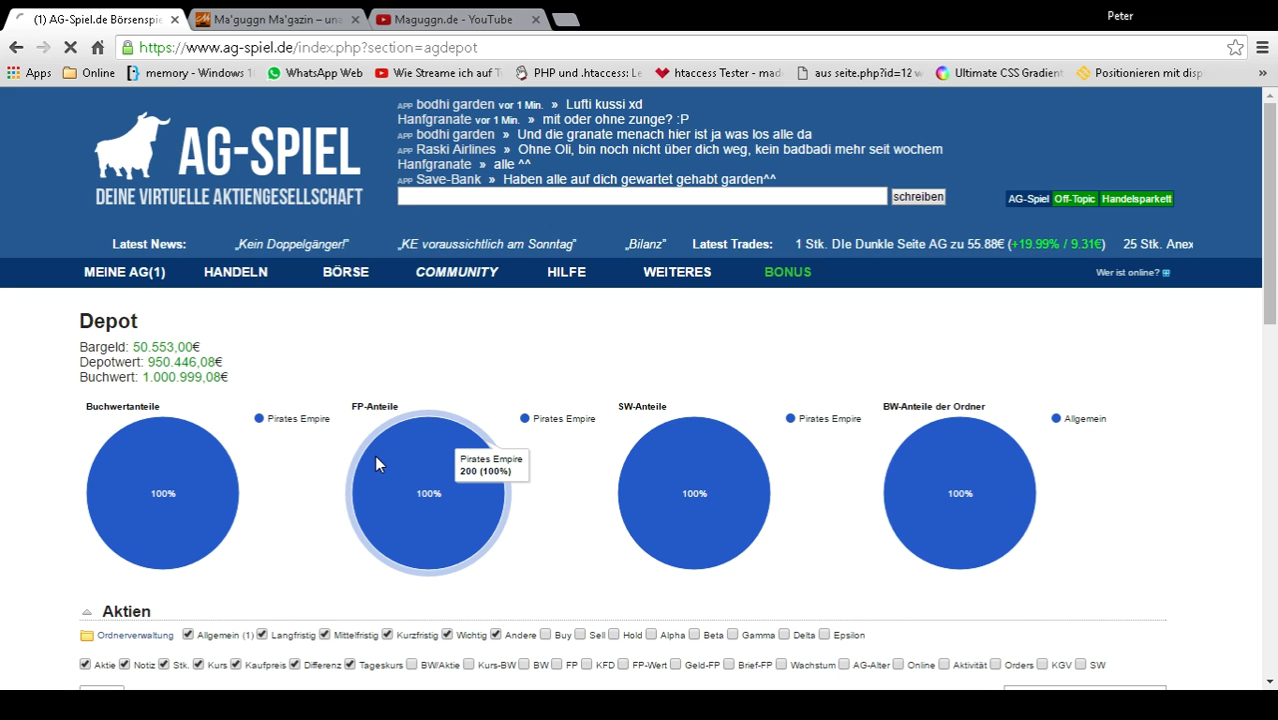 Peter
(1) AG-Spiel.de Börsenspie
Ma'guggn Ma'gazin – una
Maguggn.de - YouTube
https://www.ag-spiel.de/index.php?section=agdepot
Apps
Online
memory - Windows 1
WhatsApp Web
Wie Streame ich auf T
PHP und .htaccess: Le
htaccess Tester - mad
aus seite.php?id=12 w
Ultimate CSS Gradient
Positionieren mit disp
»
AG-SPIEL
DEINE VIRTUELLE AKTIENGESELLSCHAFT
APP bodhi garden vor 1 Min. » Lufti kussi xd
Hanfgranate vor 1 Min. » mit oder ohne zunge? :P
APP bodhi garden » Und die granate menach hier ist ja was los alle da
APP Raski Airlines » Ohne Oli, bin noch nicht über dich weg, kein badbadi mehr seit wochem
Hanfgranate » alle ^^
APP Save-Bank » Haben alle auf dich gewartet gehabt garden^^
schreiben
AG-Spiel Off-Topic Handelsparkett
Latest News: „Kein Doppelgänger!" „KE voraussichtlich am Sonntag" „Bilanz" Latest Trades: 1 Stk. DIe Dunkle Seite AG zu 55.88€ (+19.99% / 9.31€) 25 Stk. Anex
MEINE AG(1) HANDELN BÖRSE COMMUNITY HILFE WEITERES BONUS Wer ist online?
Depot
Bargeld: 50.553,00€
Depotwert: 950.446,08€
Buchwert: 1.000.999,08€
Buchwertanteile
Pirates Empire
100%
FP-Anteile
Pirates Empire
Pirates Empire
200 (100%)
100%
SW-Anteile
Pirates Empire
100%
BW-Anteile der Ordner
Allgemein
100%
Aktien
Ordnerverwaltung Allgemein (1) Langfristig Mittelfristig Kurzfristig Wichtig Andere Buy Sell Hold Alpha Beta Gamma Delta Epsilon
Aktie Notiz Stk. Kurs Kaufpreis Differenz Tageskurs BW/Aktie Kurs-BW BW FP KFD FP-Wert Geld-FP Brief-FP Wachstum AG-Alter Online Aktivität Orders KGV SW